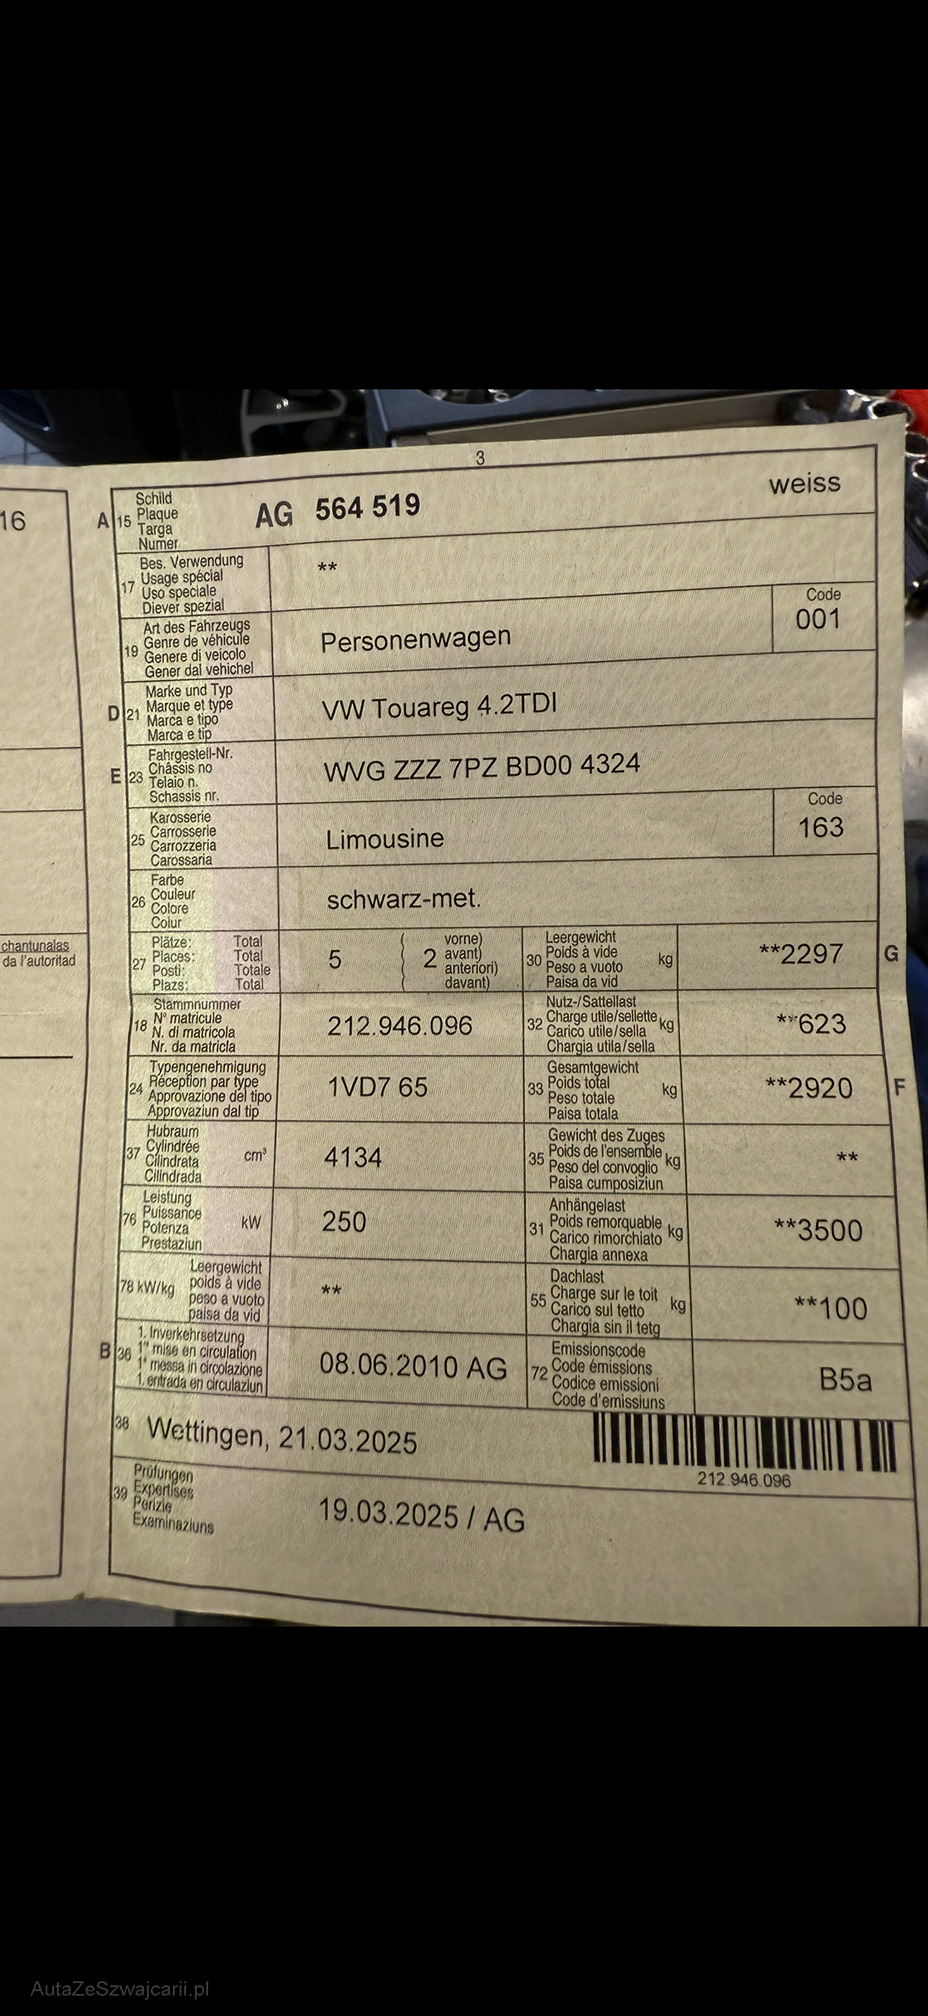 3
16
A 15 Schild
Plaque
Targa
Numer
AG 564 519
weiss
17 Bes. Verwendung
Usage spécial
Uso speciale
Diever spezial
**
19 Art des Fahrzeugs
Genre de véhicule
Genere di veicolo
Gener dal vehichel
Personenwagen
Code
001
D 21 Marke und Typ
Marque et type
Marca e tipo
Marca e tip
VW Touareg 4.2TDI
E 23 Fahrgestell-Nr.
Châssis no
Telaio n.
Schassis nr.
WVG ZZZ 7PZ BD00 4324
25 Karosserie
Carrosserie
Carrozzeria
Carossaria
Limousine
Code
163
26 Farbe
Couleur
Colore
Colur
schwarz-met.
chantunalas
da l'autoritad
27 Plätze: Total
Places: Total
Posti: Totale
Plazs: Total
5 ( 2 vorne)
avant)
anteriori)
davant)
30 Leergewicht
Poids à vide
Peso a vuoto
Paisa da vid
kg
**2297
G
18 Stammnummer
N° matricule
N. di matricola
Nr. da matricla
212.946.096
32 Nutz-/Sattellast
Charge utile/sellette
Carico utile/sella
Chargia utila/sella
kg
**623
24 Typengenehmigung
Réception par type
Approvazione del tipo
Approvaziun dal tip
1VD7 65
33 Gesamtgewicht
Poids total
Peso totale
Paisa totala
kg
**2920
F
37 Hubraum
Cylindrée
Cilindrata
Cilindrada
cm³
4134
35 Gewicht des Zuges
Poids de l'ensemble
Peso del convoglio
Paisa cumposiziun
kg
**
76 Leistung
Puissance
Potenza
Prestaziun
kW
250
31 Anhängelast
Poids remorquable
Carico rimorchiato
Chargia annexa
kg
**3500
78 kW/kg Leergewicht
poids à vide
peso a vuoto
paisa da vid
**
55 Dachlast
Charge sur le toit
Carico sul tetto
Chargia sin il tetg
kg
**100
B 36 1. Inverkehrsetzung
1re mise en circulation
1a messa in circolazione
1. entrada en circulaziun
08.06.2010 AG
72 Emissionscode
Code émissions
Codice emissioni
Code d'emissiuns
B5a
38 Wettingen, 21.03.2025
212.946.096
39 Prüfungen
Expertises
Perizie
Examinaziuns
19.03.2025 / AG
AutaZeSzwajcarii.pl